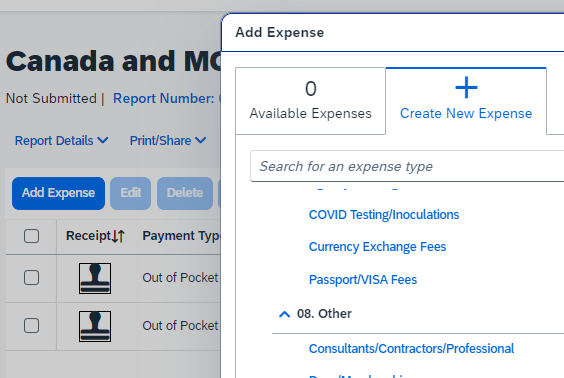 Add Expense
Canada and MC
Not Submitted | Report Number:
Report Details Print/Share
Add Expense Edit Delete
Receipt Payment Typ
Out of Pocket
Out of Pocket
0
Available Expenses
Create New Expense
Search for an expense type
COVID Testing/Inoculations
Currency Exchange Fees
Passport/VISA Fees
08. Other
Consultants/Contractors/Professional